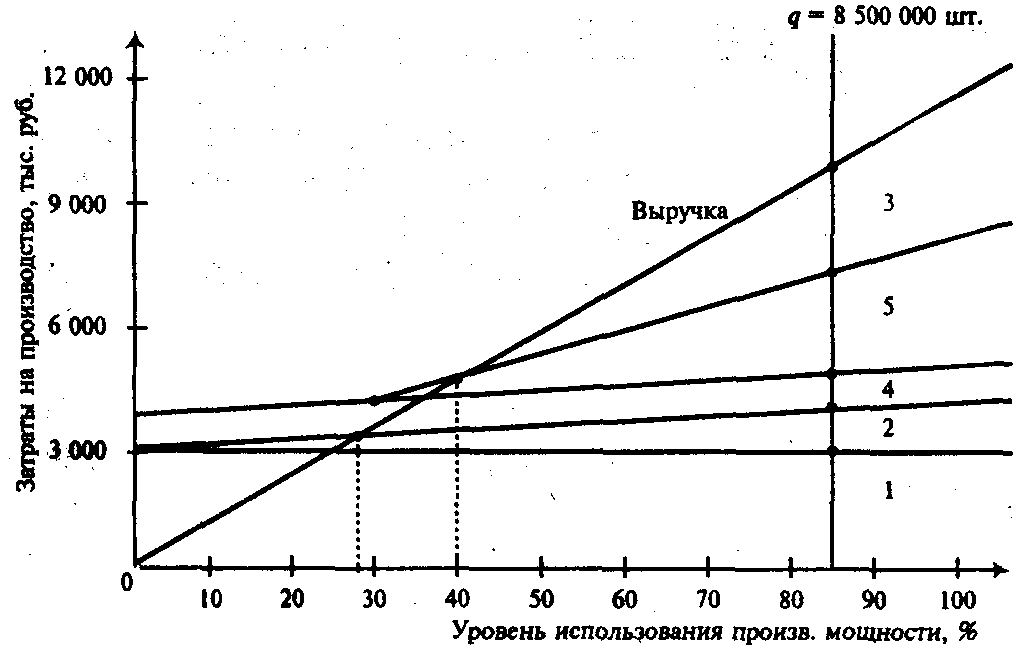 q = 8 500 000 шт.
12 000
9 000
6 000
3 000
0
Затраты на производство, тыс. руб.
Выручка
3
5
4
2
1
10 20 30 40 50 60 70 80 90 100
Уровень использования произв. мощности, %